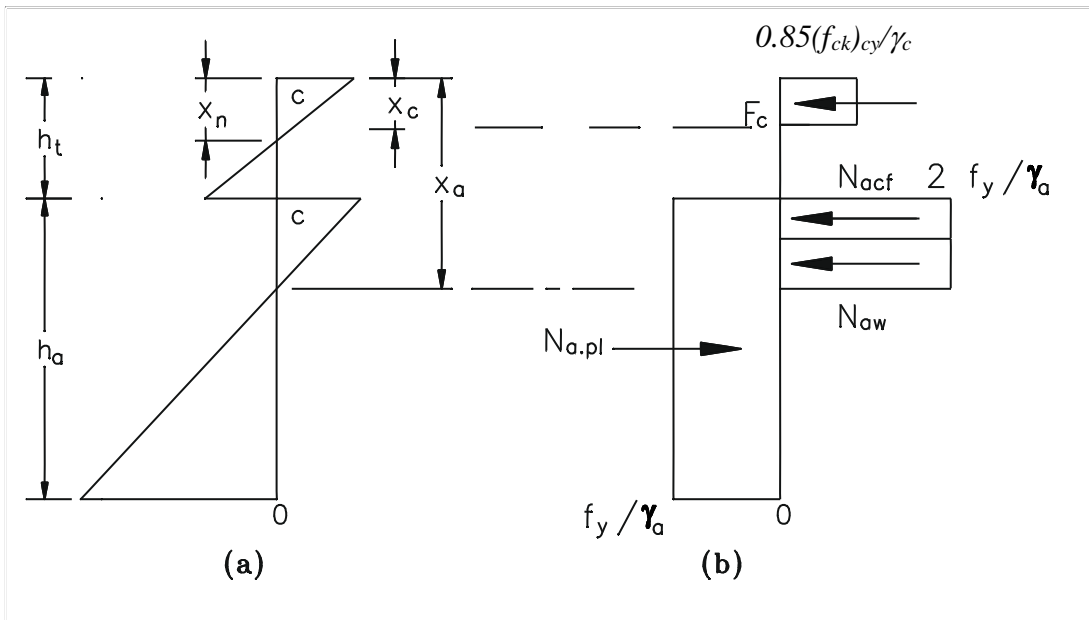 0.85(fck)cy/γc
c
xn
xc
Fc
ht
xa
Nacf 2 fy/γa
c
ha
Na.pl
Naw
0
fy/γa
0
(a)
(b)